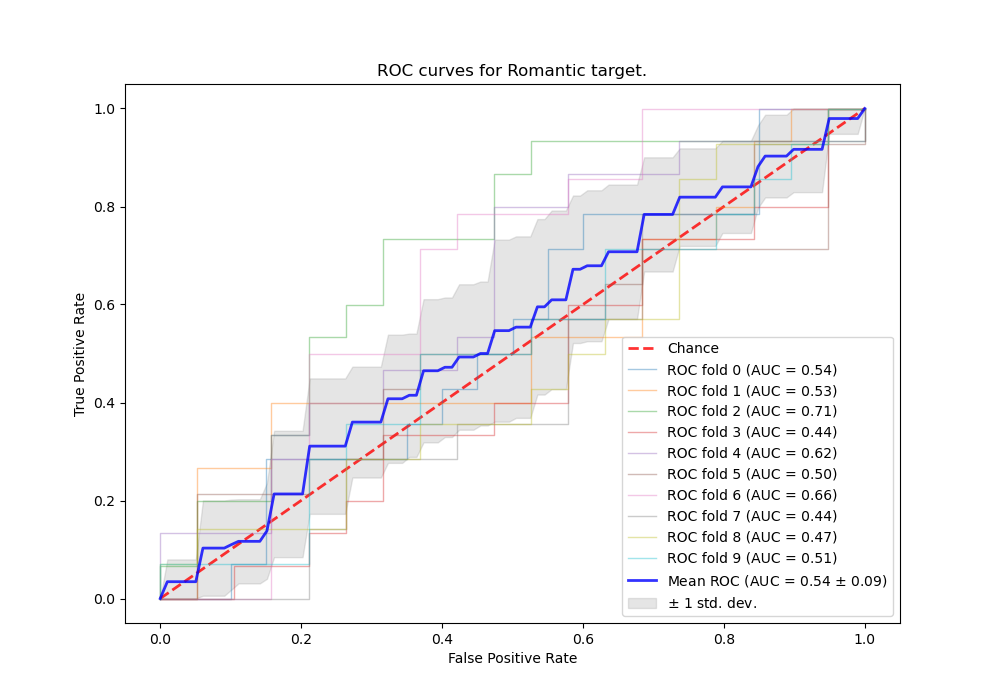 ROC curves for Romantic target.
True Positive Rate
1.0
0.8
0.6
0.4
0.2
0.0
0.0 0.2 0.4 0.6 0.8 1.0
False Positive Rate
Chance
ROC fold 0 (AUC = 0.54)
ROC fold 1 (AUC = 0.53)
ROC fold 2 (AUC = 0.71)
ROC fold 3 (AUC = 0.44)
ROC fold 4 (AUC = 0.62)
ROC fold 5 (AUC = 0.50)
ROC fold 6 (AUC = 0.66)
ROC fold 7 (AUC = 0.44)
ROC fold 8 (AUC = 0.47)
ROC fold 9 (AUC = 0.51)
Mean ROC (AUC = 0.54 ± 0.09)
± 1 std. dev.